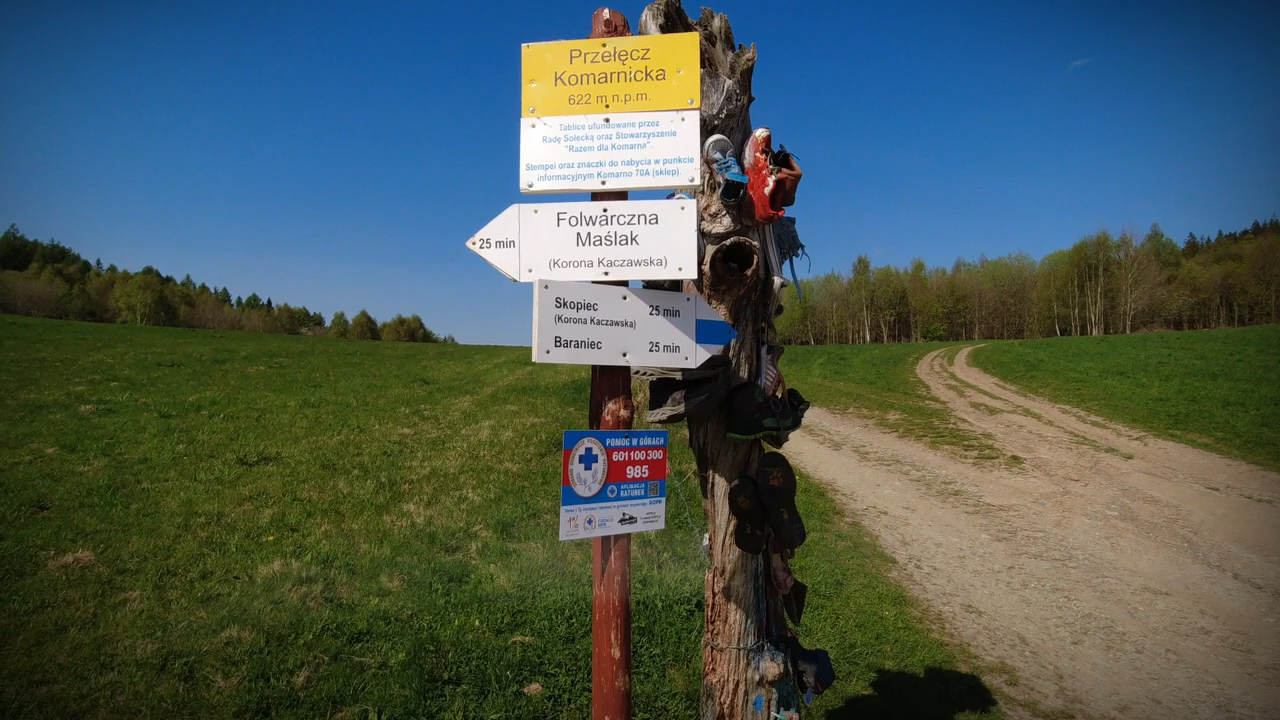 Przełęcz
Komarnicka
622 m n.p.m.
Tablice ufundowane przez
Radę Sołecką oraz Stowarzyszenie
"Razem dla Komarna".
Stempel oraz znaczki do nabycia w punkcie
informacyjnym Komarno 70A (sklep).
25 min
Folwarczna
Maślak
(Korona Kaczawska)
Skopiec 25 min
(Korona Kaczawska)
Baraniec 25 min
POMOC W GÓRACH
601 100 300
985
APLIKACJA
RATUNEK